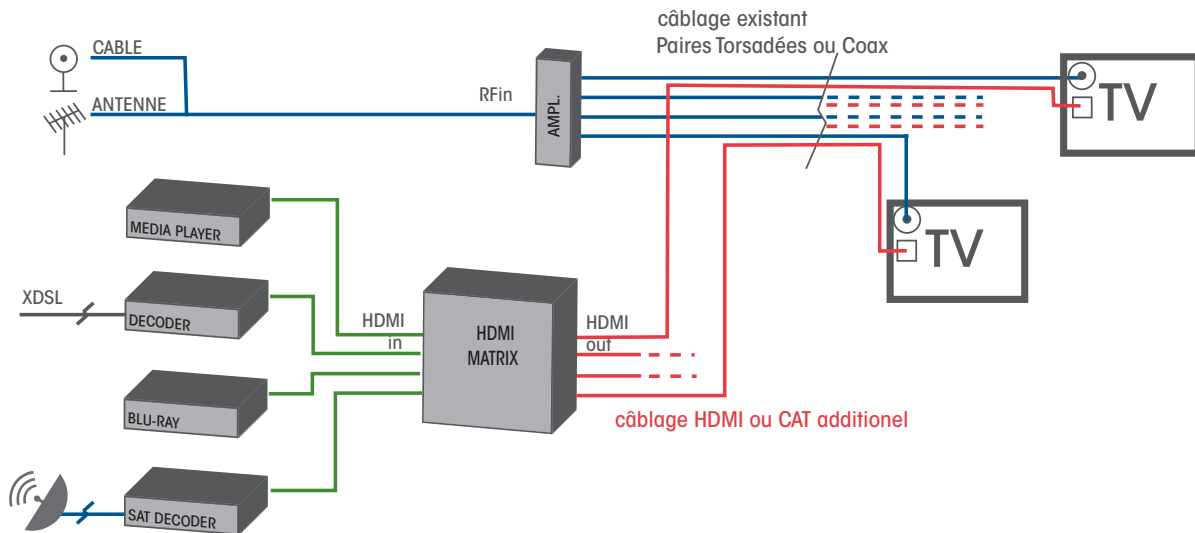 câblage existant
Paires Torsadées ou Coax
CABLE
ANTENNE
RFin
AMPL.
TV
MEDIA PLAYER
TV
XDSL
DECODER
HDMI
in
HDMI
MATRIX
HDMI
out
BLU-RAY
câblage HDMI ou CAT additionel
SAT DECODER